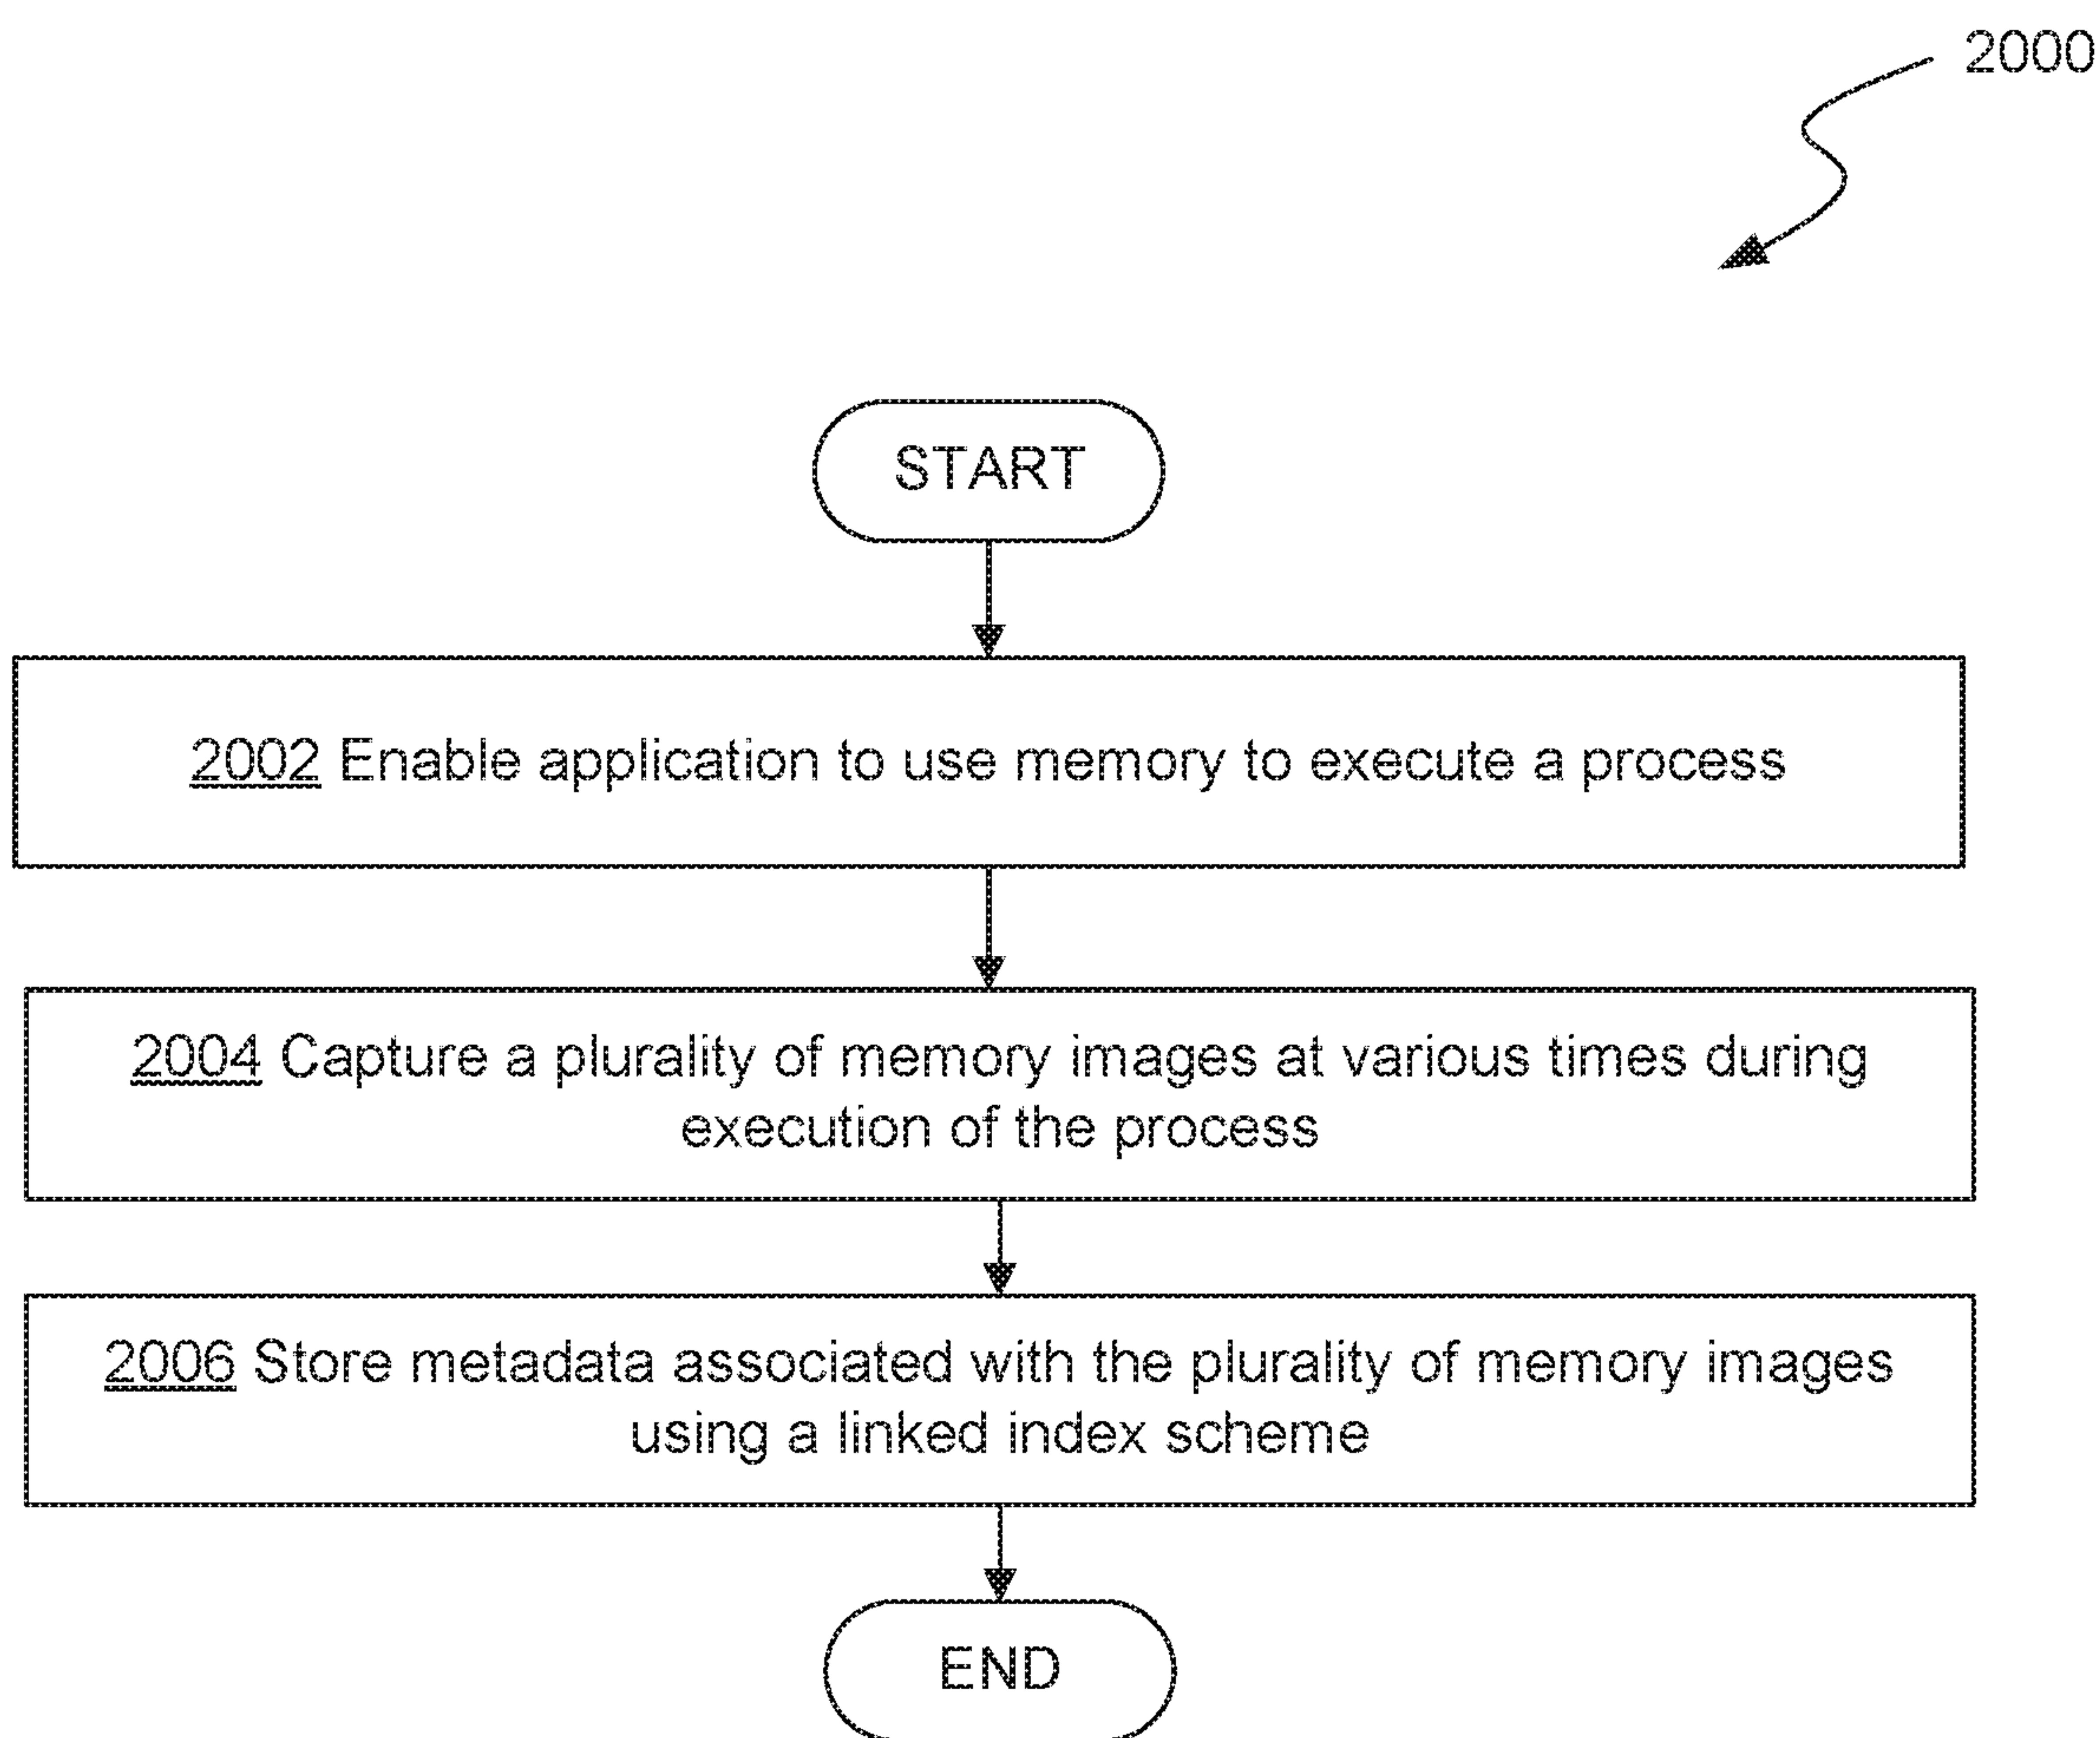 2000
START
2002 Enable application to use memory to execute a process
2004 Capture a plurality of memory images at various times during
execution of the process
2006 Store metadata associated with the plurality of memory images
using a linked index scheme
END